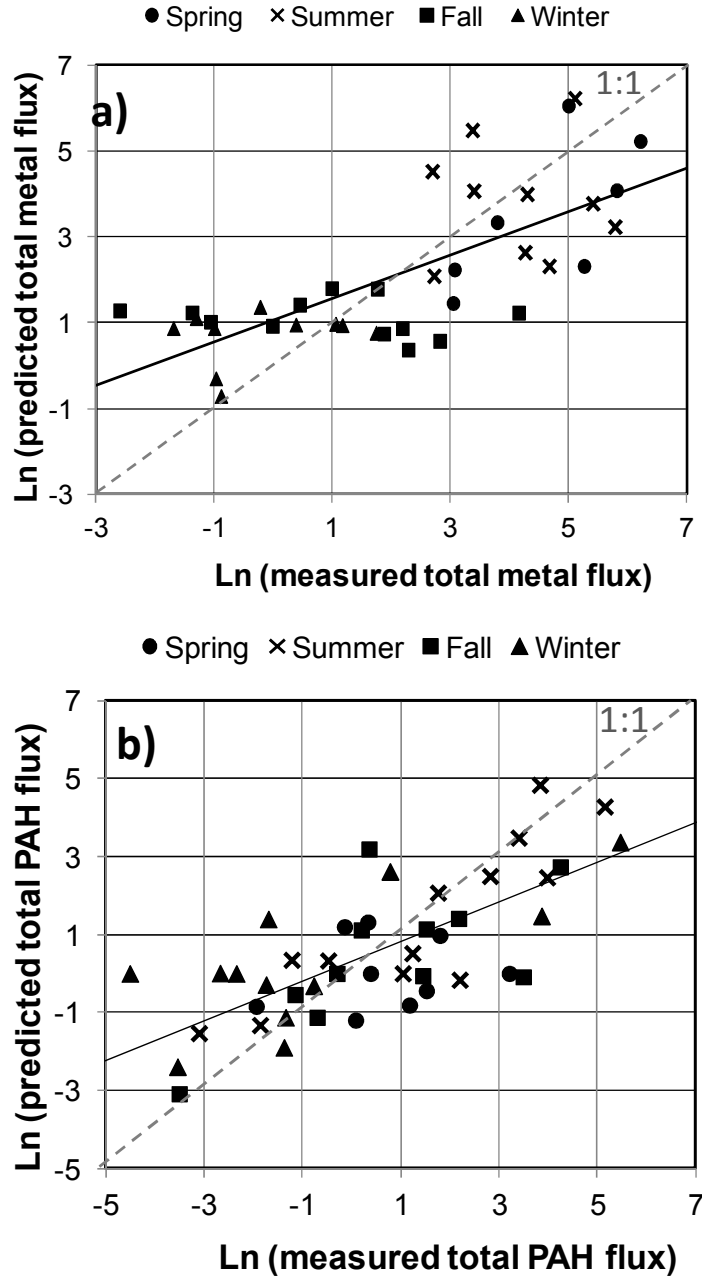 Spring Summer Fall Winter
7
5
3
1
-1
-3
-3 -1 1 3 5 7
a)
1:1
Ln (predicted total metal flux)
Ln (measured total metal flux)
Spring Summer Fall Winter
7
5
3
1
-1
-3
-5
-5 -3 -1 1 3 5 7
b)
1:1
Ln (predicted total PAH flux)
Ln (measured total PAH flux)